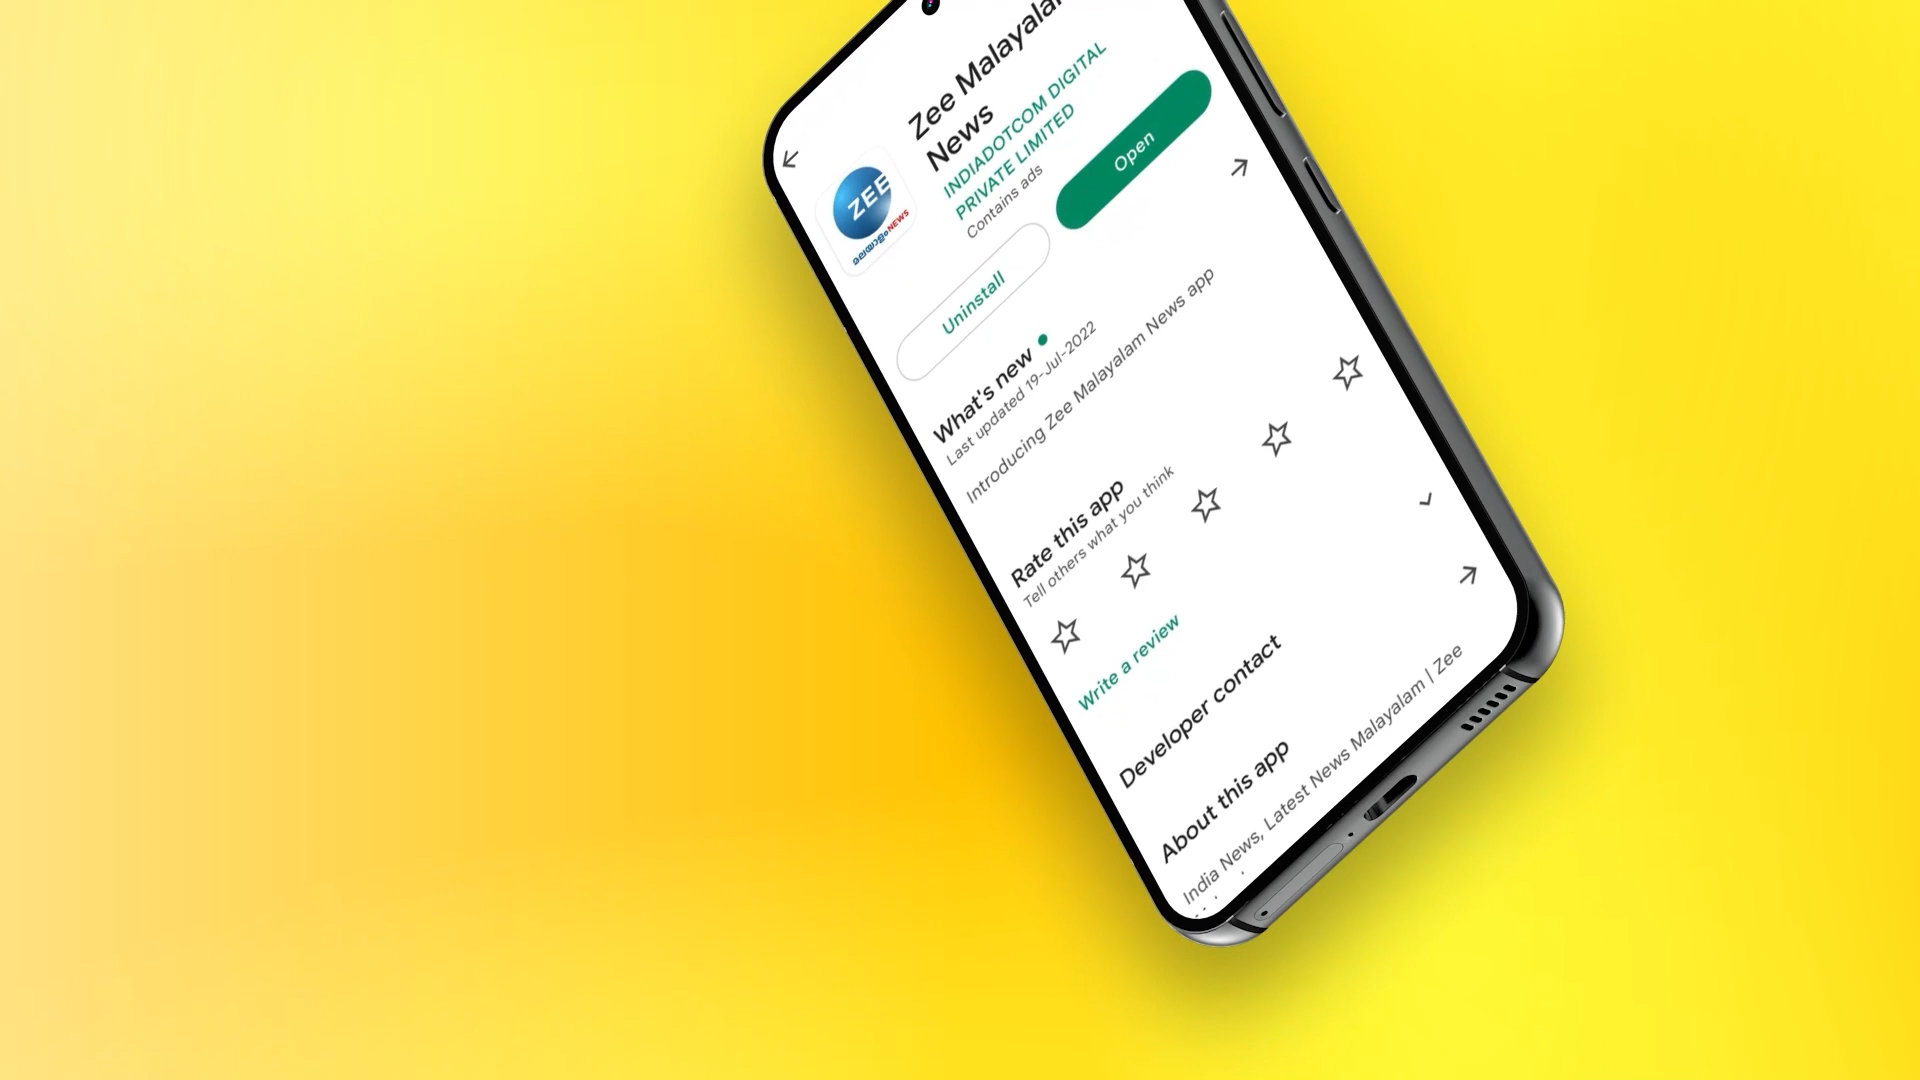 Zee Malayalam
News
INDIADOTCOM DIGITAL
PRIVATE LIMITED
Contains ads
ZEE
മലയാളം NEWS
Uninstall
Open
What's new
Last updated 19-Jul-2022
Introducing Zee Malayalam News app
Rate this app
Tell others what you think
Write a review
Developer contact
About this app
India News, Latest News Malayalam | Zee